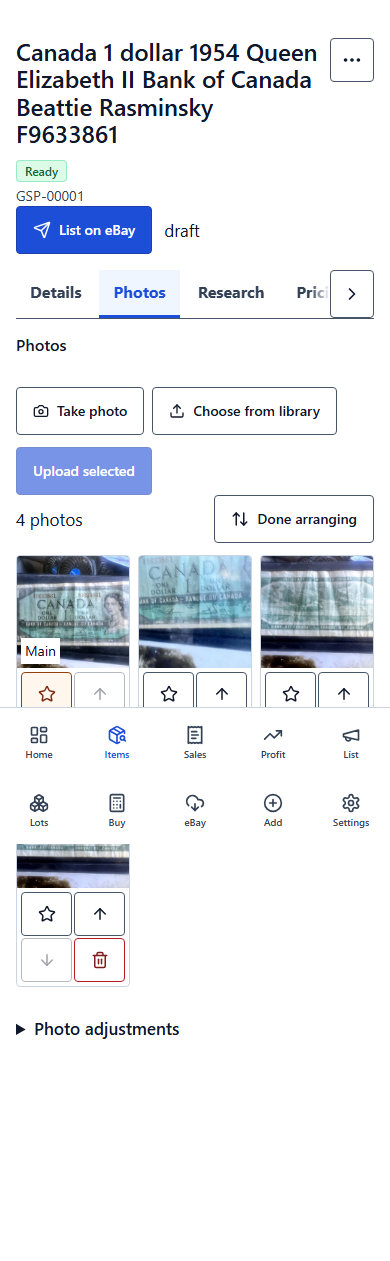 Canada 1 dollar 1954 Queen
Elizabeth II Bank of Canada
Beattie Rasminsky
F9633861
Ready
GSP-00001
List on eBay
draft
Details
Photos
Research
Photos
Take photo
Choose from library
Upload selected
4 photos
Done arranging
CANADA
CANADA
Main
Home
Items
Sales
Profit
List
Lots
Buy
eBay
Add
Settings
Photo adjustments